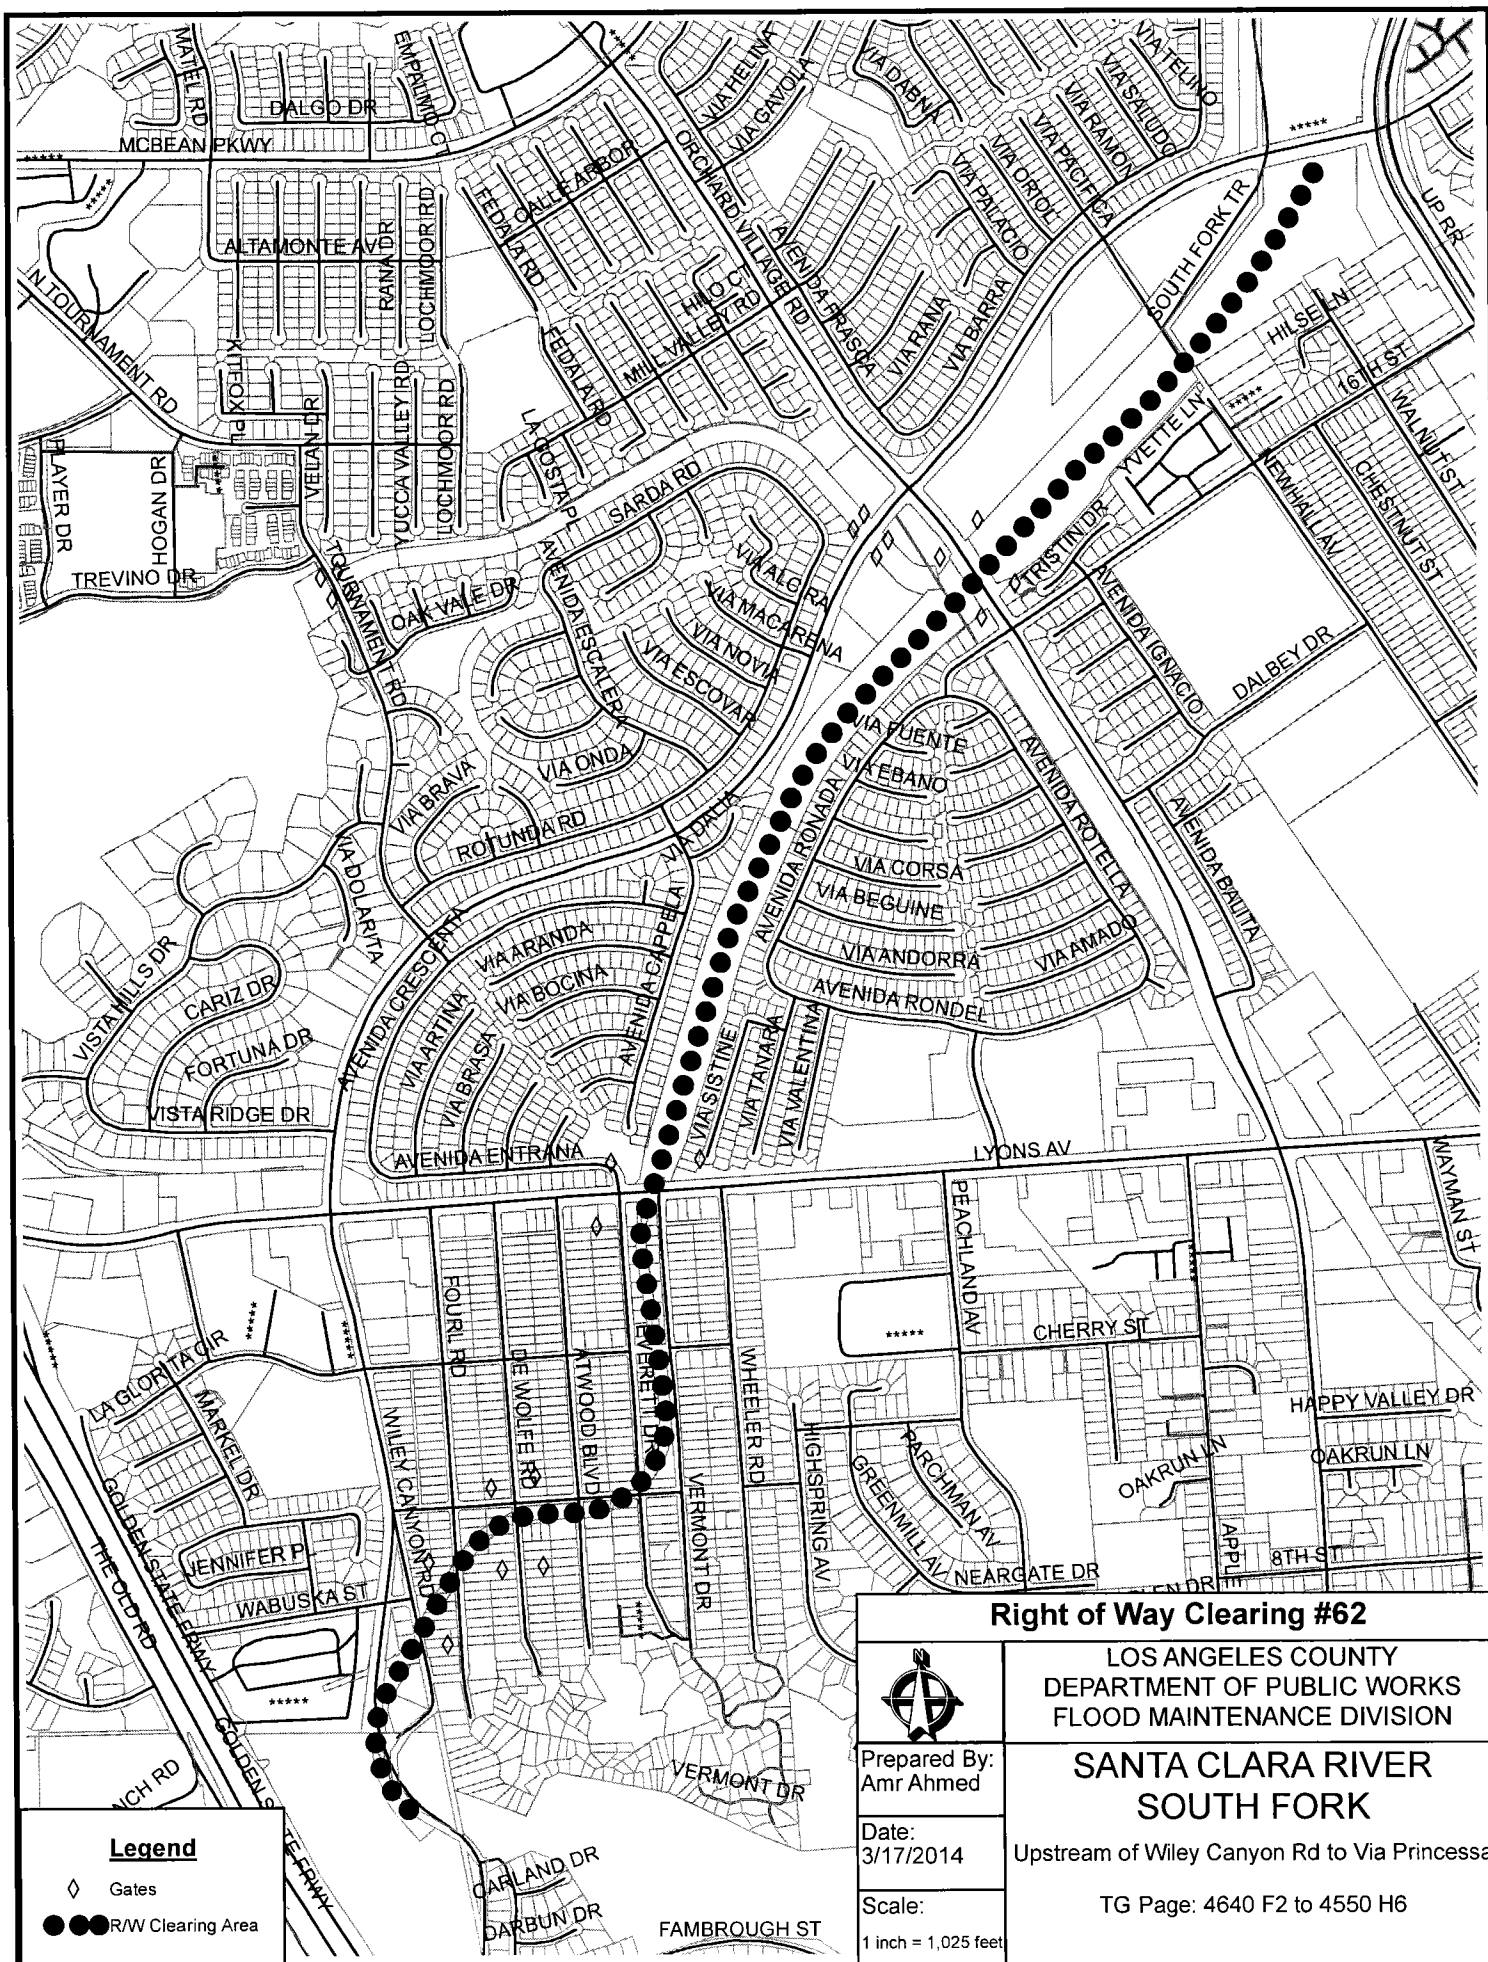 MATEL RD
DALGO DR
EMPALMO CT
MCBEAN PKWY
VIA HELINA
VIA GAVOLA
VIA DABNA
VIA TELINO
VIA SALUDO
VIA RAMON
VIA PACIFICA
VIA ORIOL
VIA PALACIO
ORCHARD VILLAGE RD
CALLE ARBOR
FEDALA RD
ALTAMONTE AV
RANA DR
LOCHMOOR RD
N TOURNAMENT RD
AVENIDA FRASCA
VIA RANA
VIA BARRA
SOUTH FORK TR
UP RR
HILO CT
MILL VALLEY RD
FEDALA RD
HILSE LN
16TH ST
KITFOX PL
VELAN DR
YUCCA VALLEY RD
LOCHMOOR RD
LA COSTA PL
YVETTE LN
WALNUT ST
CHESTNUT ST
NEWHALL AV
PLAYER DR
HOGAN DR
TREVINO DR
SARDA RD
TRISTIN DR
TOURNAMENT RD
OAK VALE DR
AVENIDA ESCALERA
VIA ALGIRA
VIA MACARENA
VIA NOVIA
VIA ESCOVAR
AVENIDA IGNACIO
DALBEY DR
VIA ONDA
VIA FUENTE
VIA EBANO
AVENIDA RONADA
AVENIDA ROTELLA
VIA BRAVA
ROTUNDA RD
VIA DALIA
VIA CORSA
VIA BEGUINE
VIA ANDORRA
VIA AMADO
AVENIDA RONDEL
AVENIDA BALITA
VISTA HILLS DR
CARIZ DR
FORTUNA DR
VISTA RIDGE DR
AVENIDA CRESCENTA
VIA ARANDA
VIA BOCINA
VIA ARTINA
VIA BRASA
AVENIDA CAPPELA
VIA SISTINE
VIA TANARA
VIA VALENTINA
AVENIDA ENTRANA
LYONS AV
WAYMAN ST
PEACHLAND AV
CHERRY ST
LA GLORITA CIR
MARKEL DR
FOURL RD
DE WOLFE RD
ATWOOD BLVD
WHEELER RD
WILEY CANYON RD
VERMONT DR
HIGHSPRING AV
GREENMILL AV
PARCHMAN AV
HAPPY VALLEY DR
OAKRUN LN
OAKRUN LN
8TH ST
NEARGATE DR
GOLDEN STATE FRWY
THE OLD RD
JENNIFER PL
WABUSKA ST
VERMONT DR
CARLAND DR
DARBUN DR
FAMBROUGH ST
Right of Way Clearing #62
N
LOS ANGELES COUNTY
DEPARTMENT OF PUBLIC WORKS
FLOOD MAINTENANCE DIVISION
Prepared By:
Amr Ahmed
SANTA CLARA RIVER
SOUTH FORK
Date:
3/17/2014
Upstream of Wiley Canyon Rd to Via Princessa
Scale:
1 inch = 1,025 feet
TG Page: 4640 F2 to 4550 H6
Legend
Gates
R/W Clearing Area